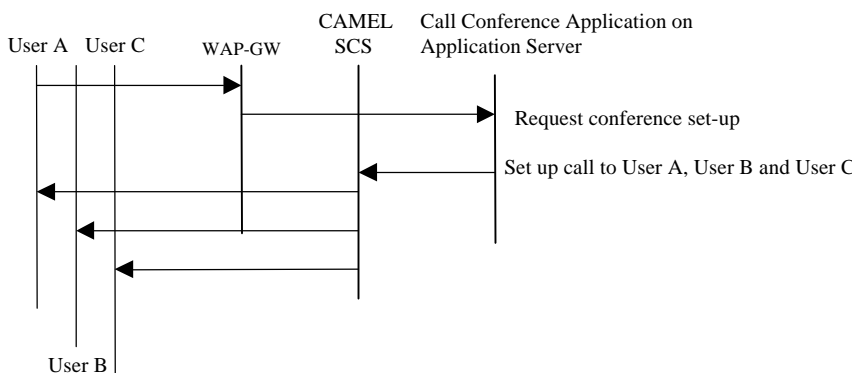 CAMEL
SCS
Call Conference Application on
Application Server
User A
User C
WAP-GW
Request conference set-up
Set up call to User A, User B and User C
User B